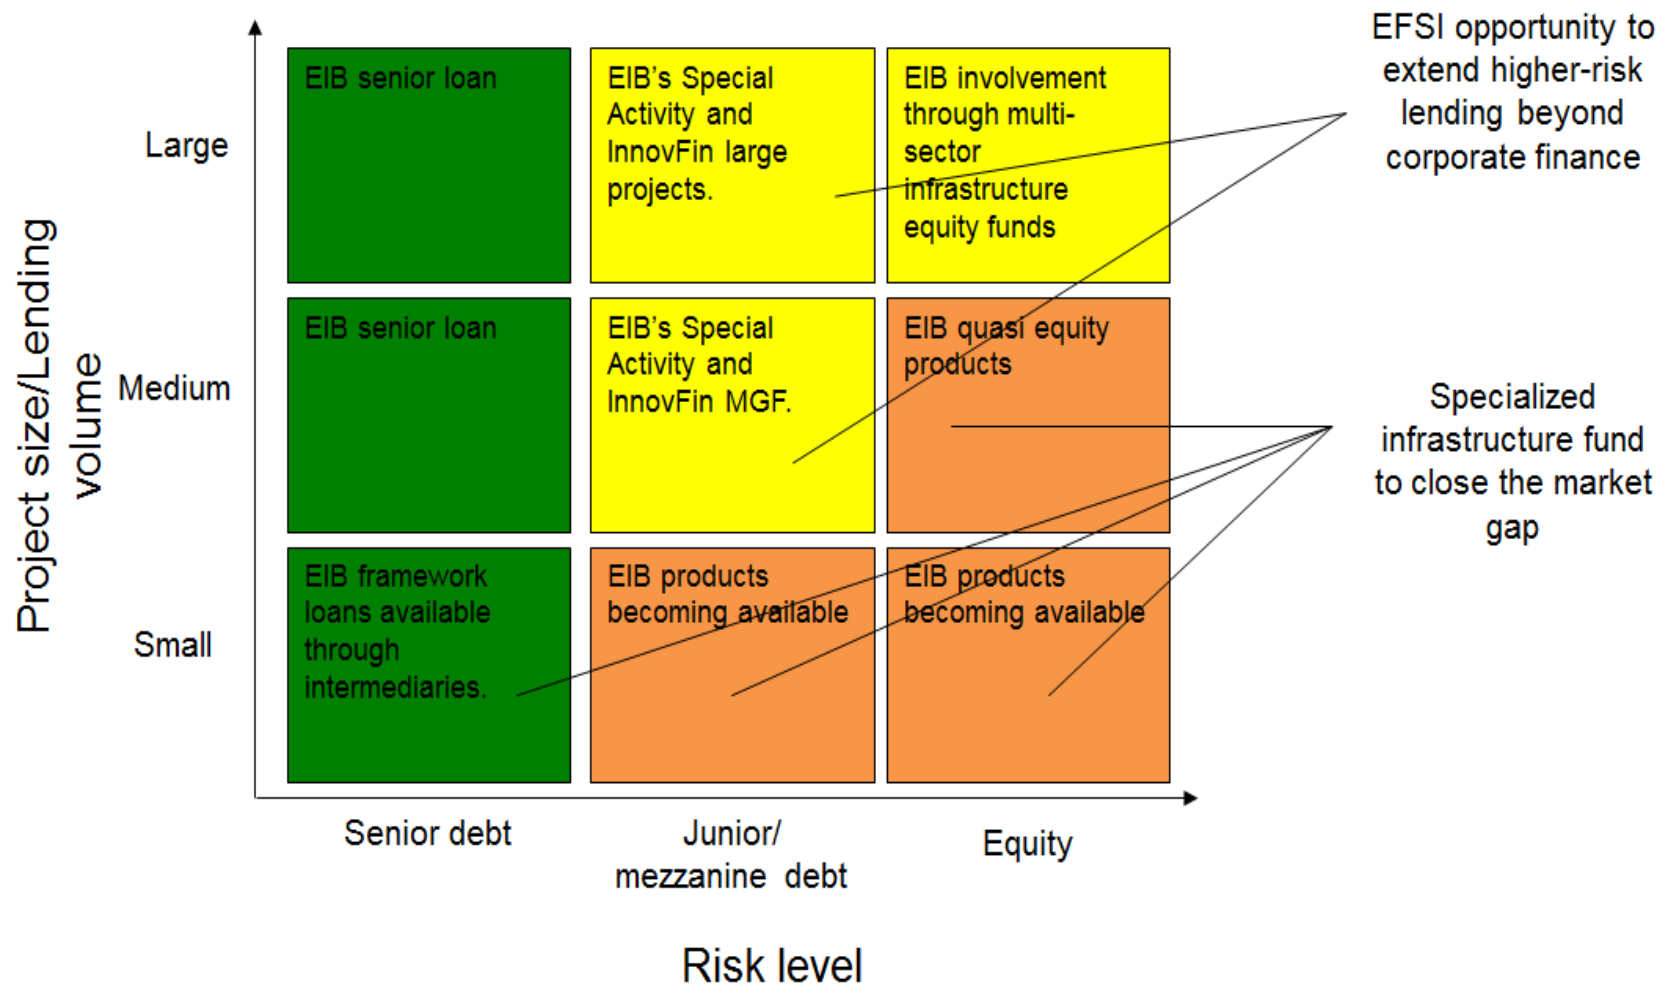 EFSI opportunity to
extend higher-risk
lending beyond
corporate finance
Project size/Lending
volume
Large
EIB senior loan
EIB's Special
Activity and
InnovFin large
projects.
EIB involvement
through multi-
sector
infrastructure
equity funds
Medium
EIB senior loan
EIB's Special
Activity and
InnovFin MGF.
EIB quasi equity
products
Specialized
infrastructure fund
to close the market
gap
Small
EIB framework
loans available
through
intermediaries.
EIB products
becoming available
EIB products
becoming available
Senior debt
Junior/
mezzanine debt
Equity
Risk level